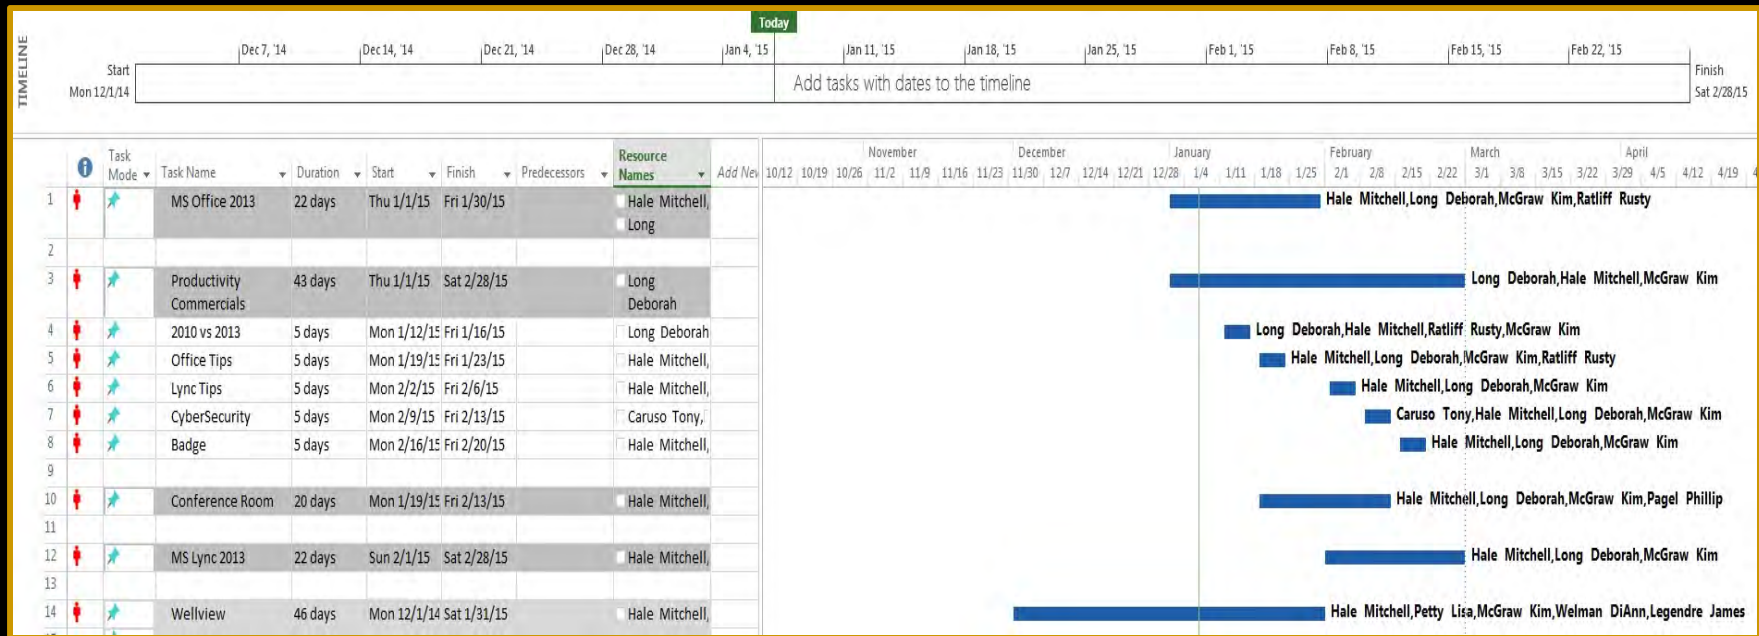 Today
Dec 7, '14 Dec 14, '14 Dec 21, '14 Dec 28, '14 Jan 4, '15 Jan 11, '15 Jan 18, '15 Jan 25, '15 Feb 1, '15 Feb 8, '15 Feb 15, '15 Feb 22, '15
TIMELINE
Start
Mon 12/1/14
Add tasks with dates to the timeline
Finish
Sat 2/28/15
Task Mode Task Name Duration Start Finish Predecessors Resource Names Add New
November December January February March April
10/12 10/19 10/26 11/2 11/9 11/16 11/23 11/30 12/7 12/14 12/21 12/28 1/4 1/11 1/18 1/25 2/1 2/8 2/15 2/22 3/1 3/8 3/15 3/22 3/29 4/5 4/12 4/19 4
1 MS Office 2013 22 days Thu 1/1/15 Fri 1/30/15 Hale Mitchell, Long Hale Mitchell,Long Deborah,McGraw Kim,Ratliff Rusty
2
3 Productivity Commercials 43 days Thu 1/1/15 Sat 2/28/15 Long Deborah Long Deborah,Hale Mitchell,McGraw Kim
4 2010 vs 2013 5 days Mon 1/12/15 Fri 1/16/15 Long Deborah Long Deborah,Hale Mitchell,Ratliff Rusty,McGraw Kim
5 Office Tips 5 days Mon 1/19/15 Fri 1/23/15 Hale Mitchell, Hale Mitchell,Long Deborah,McGraw Kim,Ratliff Rusty
6 Lync Tips 5 days Mon 2/2/15 Fri 2/6/15 Hale Mitchell, Hale Mitchell,Long Deborah,McGraw Kim
7 CyberSecurity 5 days Mon 2/9/15 Fri 2/13/15 Caruso Tony, Caruso Tony,Hale Mitchell,Long Deborah,McGraw Kim
8 Badge 5 days Mon 2/16/15 Fri 2/20/15 Hale Mitchell, Hale Mitchell,Long Deborah,McGraw Kim
9
10 Conference Room 20 days Mon 1/19/15 Fri 2/13/15 Hale Mitchell, Hale Mitchell,Long Deborah,McGraw Kim,Pagel Phillip
11
12 MS Lync 2013 22 days Sun 2/1/15 Sat 2/28/15 Hale Mitchell, Hale Mitchell,Long Deborah,McGraw Kim
13
14 Wellview 46 days Mon 12/1/14 Sat 1/31/15 Hale Mitchell, Hale Mitchell,Petty Lisa,McGraw Kim,Welman DiAnn,Legendre James